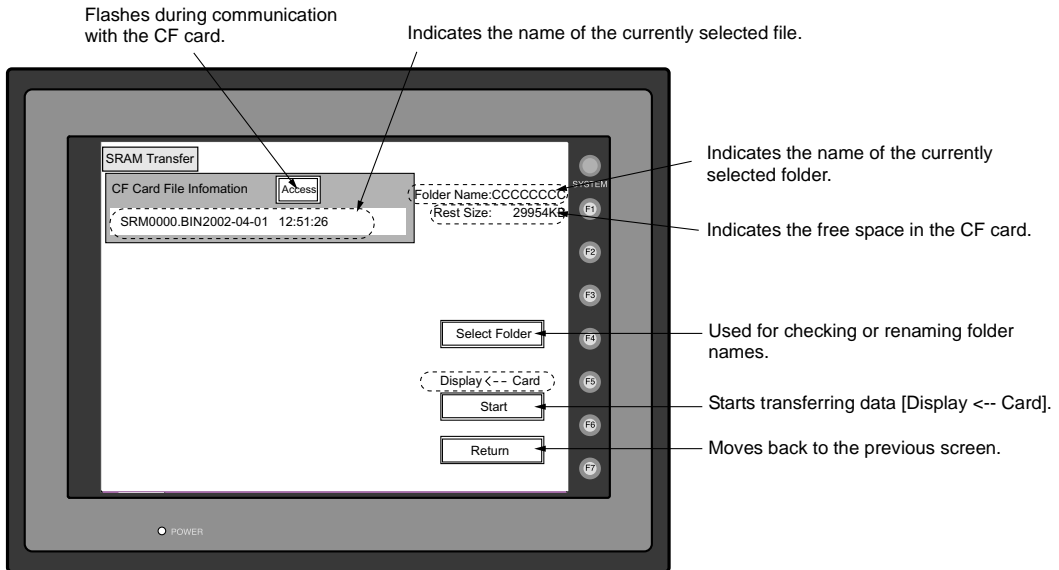 Flashes during communication
with the CF card.
Indicates the name of the currently selected file.
SRAM Transfer
CF Card File Infomation
Access
SRM0000.BIN2002-04-01 12:51:26
Folder Name:CCCCCCCC
Rest Size: 29954KB
Indicates the name of the currently
selected folder.
Indicates the free space in the CF card.
SYSTEM
F1
F2
F3
Select Folder
F4
Used for checking or renaming folder
names.
Display<-- Card
F5
Start
Starts transferring data [Display <-- Card].
F6
Return
Moves back to the previous screen.
F7
POWER